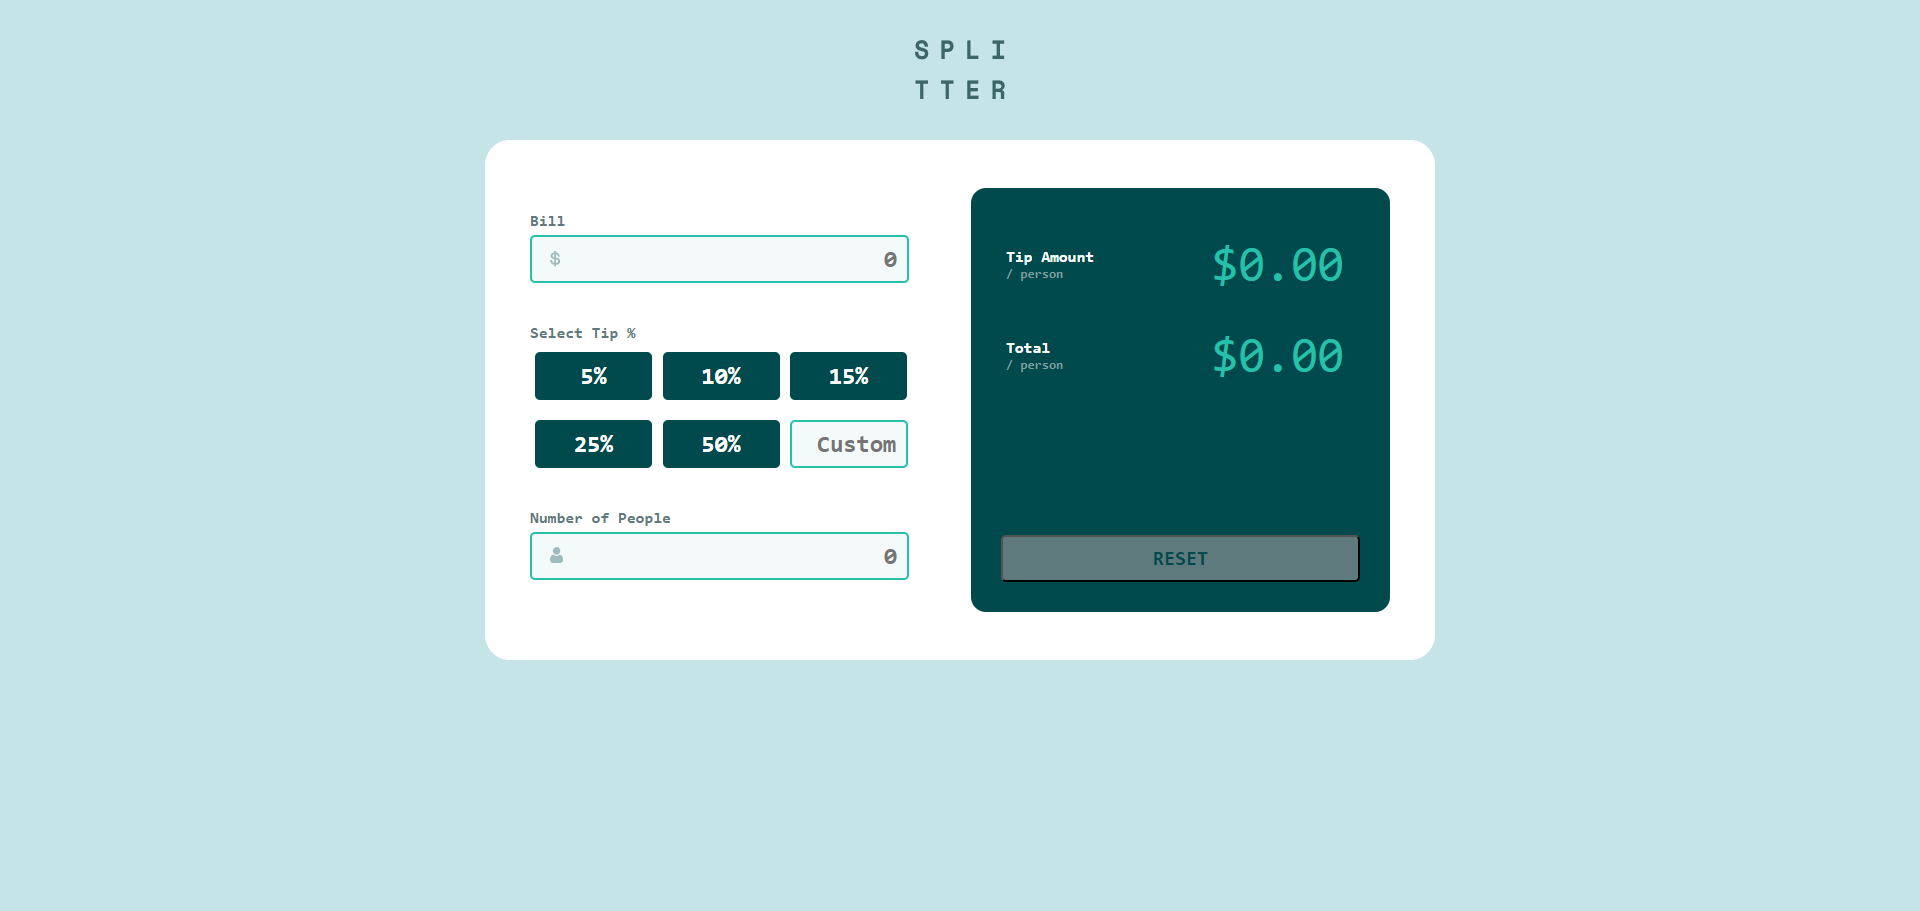 SPLI
TTER
Bill
$ 0
Select Tip %
5% 10% 15%
25% 50% Custom
Number of People
0
Tip Amount
/ person
$0.00
Total
/ person
$0.00
RESET